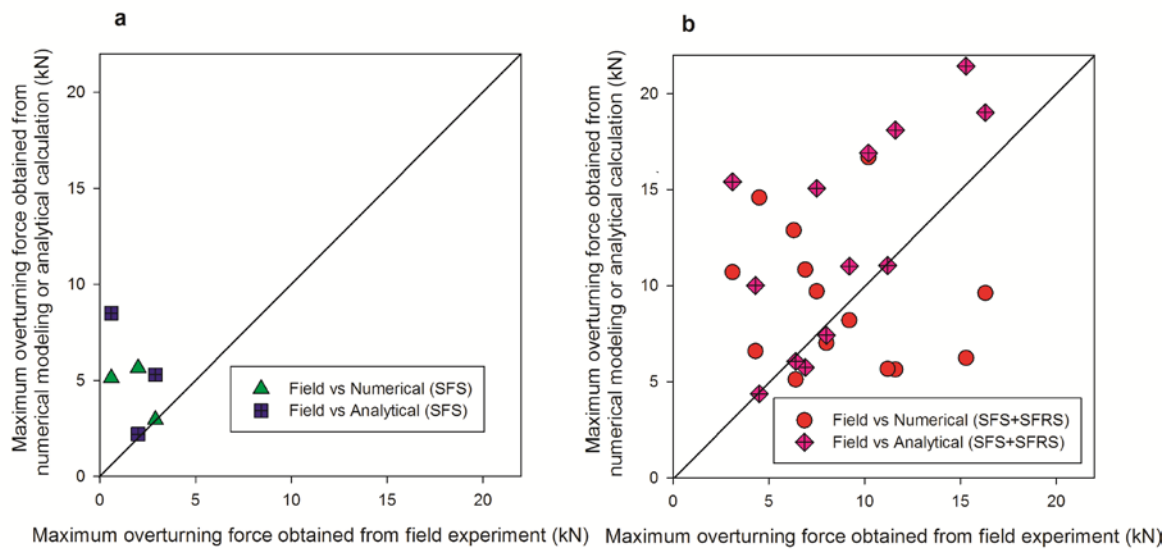 a
Maximum overturning force obtained from
numerical modeling or analytical calculation (kN)
20
15
10
5
0
Field vs Numerical (SFS)
Field vs Analytical (SFS)
0 5 10 15 20
Maximum overturning force obtained from field experiment (kN)
b
Maximum overturning force obtained from
numerical modeling or analytical calculation (kN)
20
15
10
5
0
Field vs Numerical (SFS+SFRS)
Field vs Analytical (SFS+SFRS)
0 5 10 15 20
Maximum overturning force obtained from field experiment (kN)